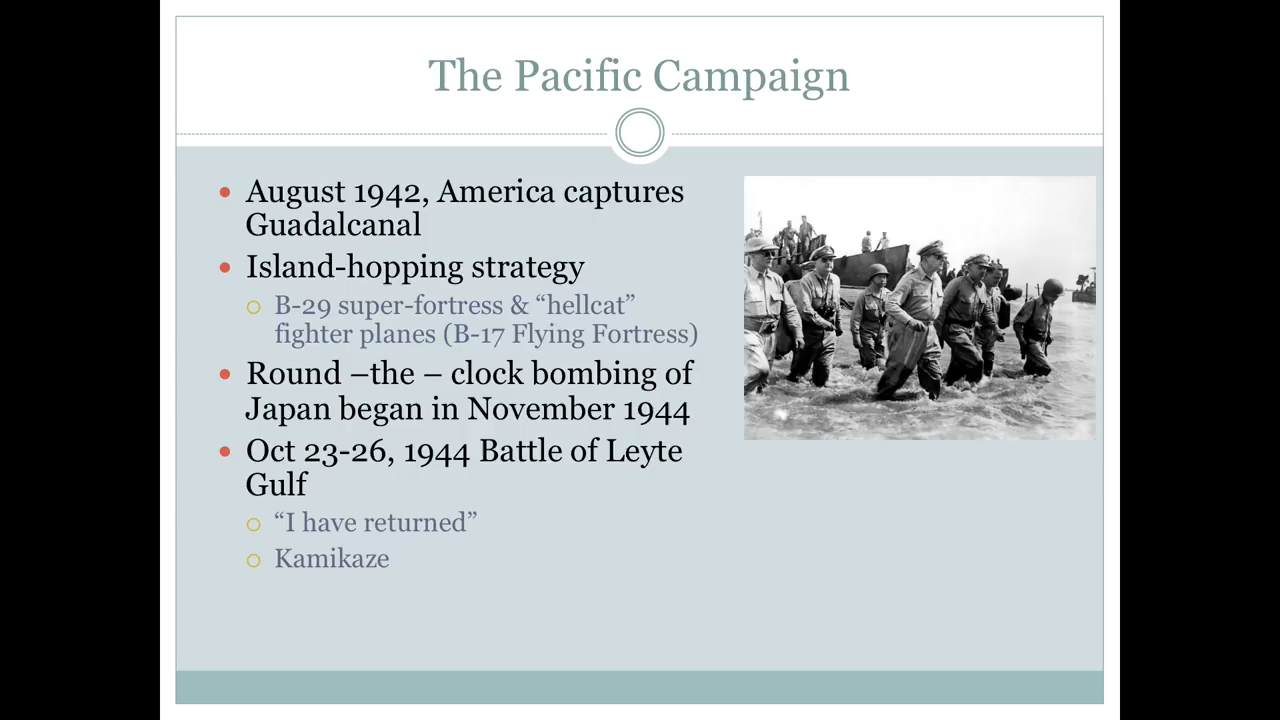 The Pacific Campaign
• August 1942, America captures
Guadalcanal
• Island-hopping strategy
○ B-29 super-fortress & “hellcat”
fighter planes (B-17 Flying Fortress)
• Round –the – clock bombing of
Japan began in November 1944
• Oct 23-26, 1944 Battle of Leyte
Gulf
○ “I have returned”
○ Kamikaze